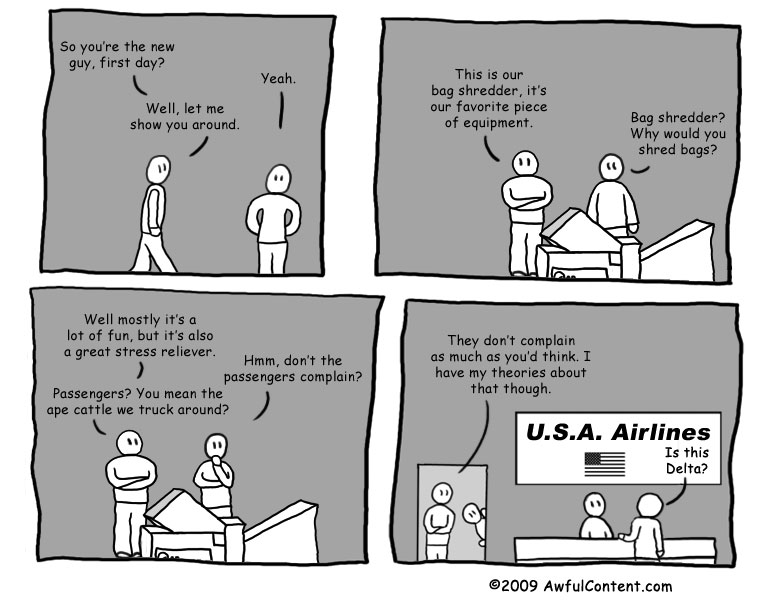 So you're the new
guy, first day?
Yeah.
Well, let me
show you around.
This is our
bag shredder, it's
our favorite piece
of equipment.
Bag shredder?
Why would you
shred bags?
Well mostly it's a
lot of fun, but it's also
a great stress reliever.
Hmm, don't the
passengers complain?
Passengers? You mean the
ape cattle we truck around?
They don't complain
as much as you'd think. I
have my theories about
that though.
U.S.A. Airlines
Is this
Delta?
©2009 AwfulContent.com